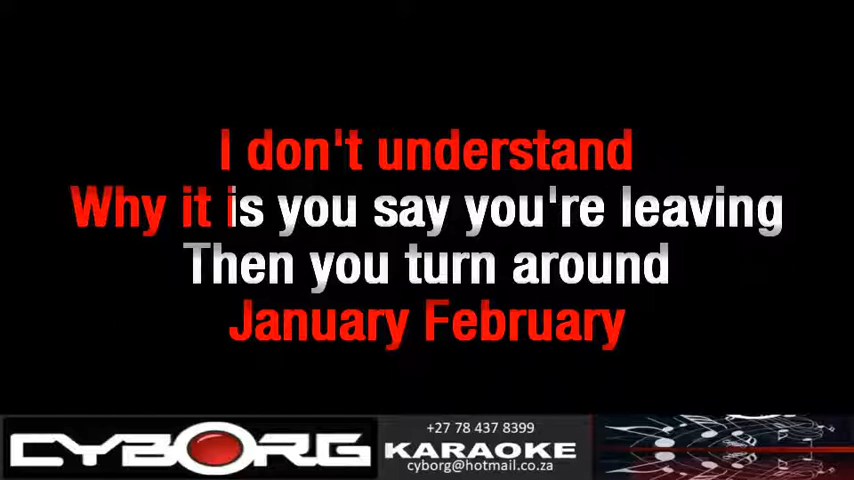 I don't understand
Why it is you say you're leaving
Then you turn around
January February
CYBORG
+27 78 437 8399
KARAOKE
cyborg@hotmail.co.za